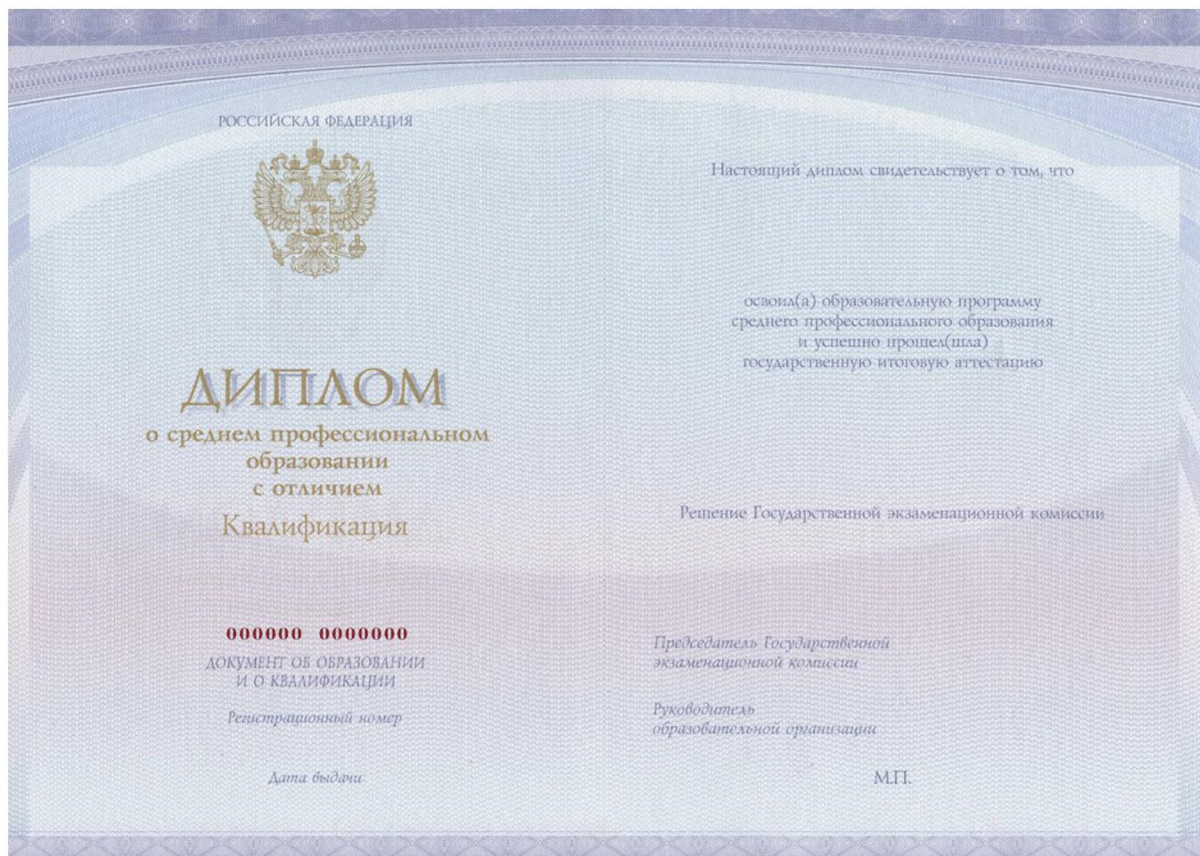 РОССИЙСКАЯ ФЕДЕРАЦИЯ
ДИПЛОМ
о среднем профессиональном
образовании
с отличием
Квалификация
000000 0000000
ДОКУМЕНТ ОБ ОБРАЗОВАНИИ
И О КВАЛИФИКАЦИИ
Регистрационный номер
Дата выдачи
Настоящий диплом свидетельствует о том, что
освоил(а) образовательную программу
среднего профессионального образования
и успешно прошел(шла)
государственную итоговую аттестацию
Решение Государственной экзаменационной комиссии
Председатель Государственной
экзаменационной комиссии
Руководитель
образовательной организации
М.П.